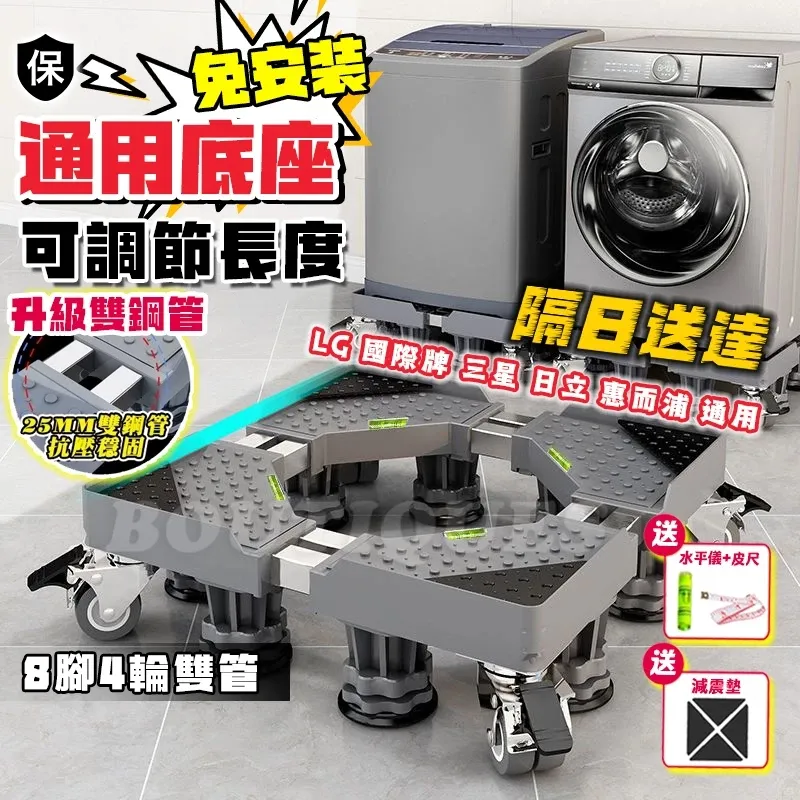 保
免安裝
通用底座
可調節長度
升級雙鋼管
25MM雙鋼管
抗壓穩固
隔日送達
LG 國際牌 三星 日立 惠而浦 通用
8腳4輪雙管
送
水平儀+皮尺
送
減震墊